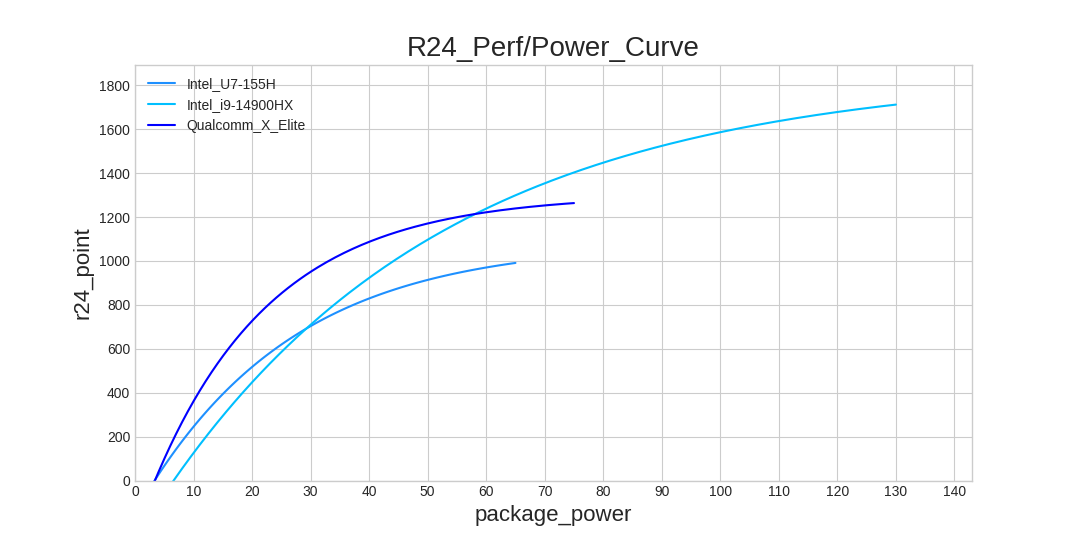 R24_Perf/Power_Curve
Intel_U7-155H
Intel_i9-14900HX
Qualcomm_X_Elite
1800
1600
1400
1200
1000
800
600
400
200
0
r24_point
0 10 20 30 40 50 60 70 80 90 100 110 120 130 140
package_power